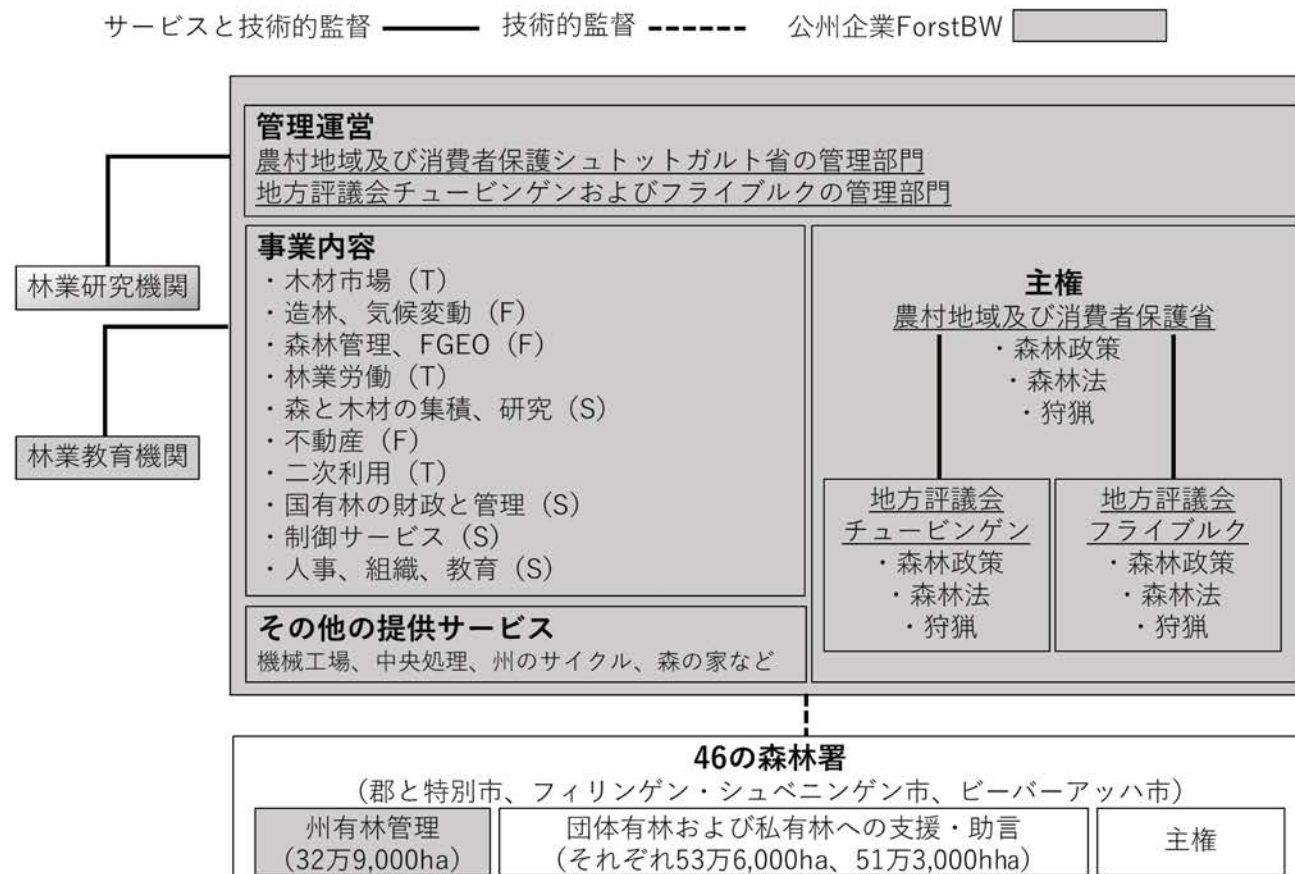 サービスと技術的監督
技術的監督
公州企業ForstBW
管理運営
農村地域及び消費者保護シュトットガルト省の管理部門
地方評議会チュービンゲンおよびフライブルクの管理部門
林業研究機関
林業教育機関
事業内容
・木材市場（T）
・造林、気候変動（F）
・森林管理、FGEO（F）
・林業労働（T）
・森と木材の集積、研究（S）
・不動産（F）
・二次利用（T）
・国有林の財政と管理（S）
・制御サービス（S）
・人事、組織、教育（S）
その他の提供サービス
機械工場、中央処理、州のサイクル、森の家など
主権
農村地域及び消費者保護省
・森林政策
・森林法
・狩猟
地方評議会
チュービンゲン
・森林政策
・森林法
・狩猟
地方評議会
フライブルク
・森林政策
・森林法
・狩猟
46の森林署
（郡と特別市、フィリンゲン・シュベニンゲン市、ビーバーアッハ市）
州有林管理
（32万9,000ha）
団体有林および私有林への支援・助言
（それぞれ53万6,000ha、51万3,000hha）
主権